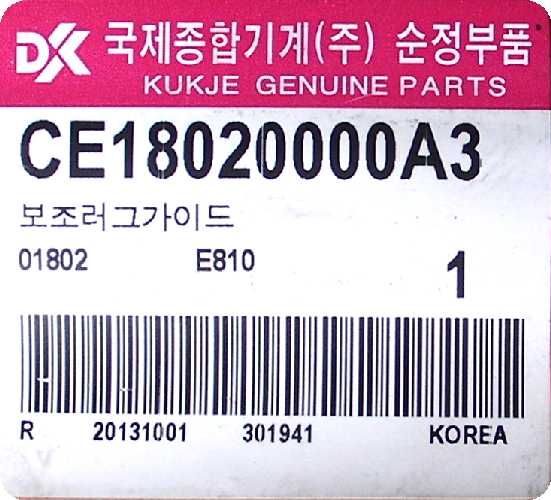 DK 국제종합기계(주) 순정부품
KUKJE GENUINE PARTS
CE18020000A3
보조러그가이드
01802 E810 1
R 20131001 301941 KOREA